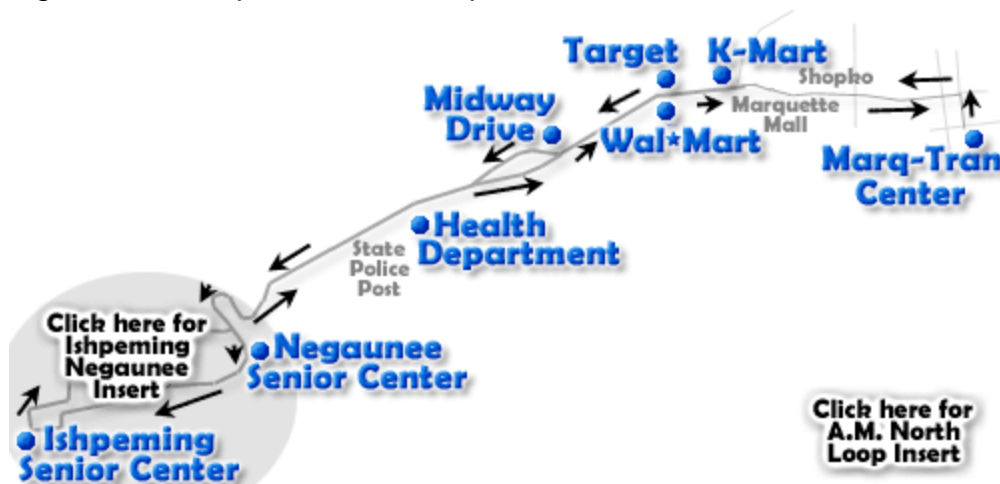 Target
K-Mart
Shopko
Midway
Drive
Marquette
Mall
Wal★Mart
Marq-Tran
Center
Health
Department
State
Police
Post
Click here for
Ishpeming
Negaunee
Insert
Negaunee
Senior Center
Click here for
A.M. North
Loop Insert
Ishpeming
Senior Center